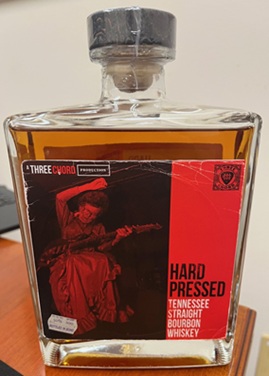 A THREE CHORD PRODUCTION
HARD
PRESSED
TENNESSEE
STRAIGHT
BOURBON
WHISKEY